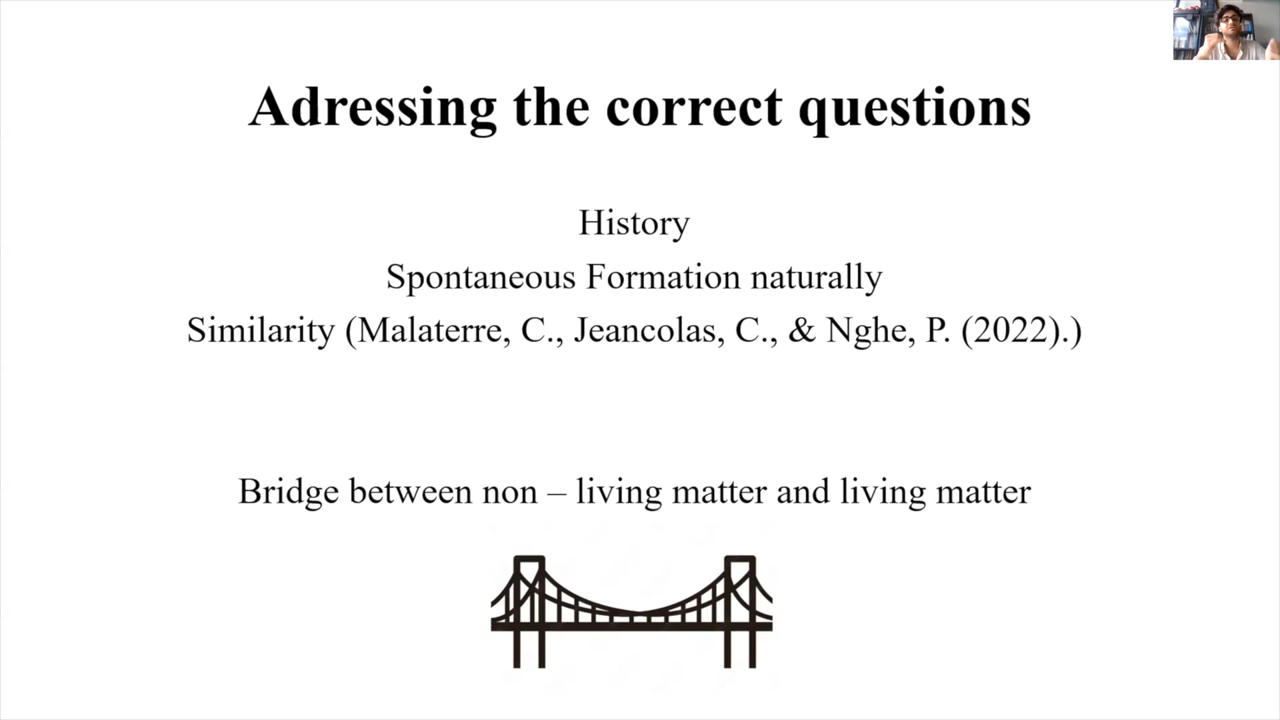 Adressing the correct questions
History
Spontaneous Formation naturally
Similarity (Malaterre, C., Jeancolas, C., & Nghe, P. (2022).)
Bridge between non – living matter and living matter